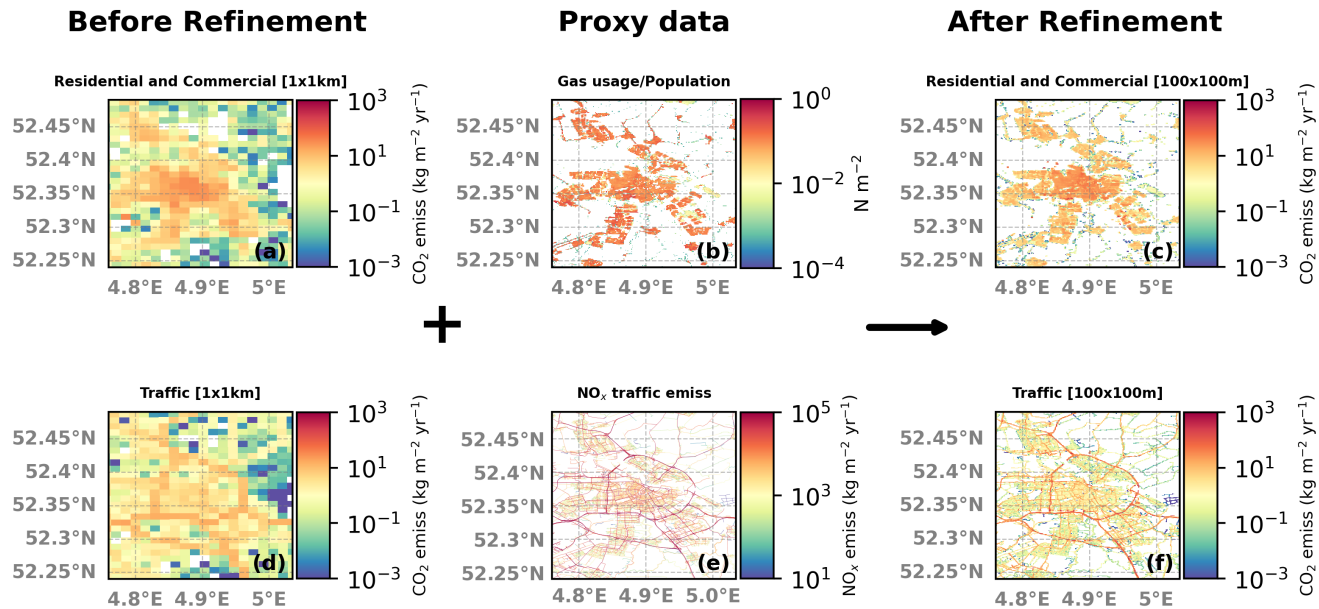 Before Refinement
Proxy data
After Refinement
Residential and Commercial [1x1km]
Gas usage/Population
Residential and Commercial [100x100m]
52.45°N
52.4°N
52.35°N
52.3°N
52.25°N
4.8°E 4.9°E 5°E
(a)
10³
10¹
10⁻¹
10⁻³
CO₂ emiss (kg m⁻² yr⁻¹)
52.45°N
52.4°N
52.35°N
52.3°N
52.25°N
4.8°E 4.9°E 5.0°E
(b)
10⁰
10⁻²
10⁻⁴
N m⁻²
52.45°N
52.4°N
52.35°N
52.3°N
52.25°N
4.8°E 4.9°E 5°E
(c)
10³
10¹
10⁻¹
10⁻³
CO₂ emiss (kg m⁻² yr⁻¹)
+
Traffic [1x1km]
NOₓ traffic emiss
Traffic [100x100m]
52.45°N
52.4°N
52.35°N
52.3°N
52.25°N
4.8°E 4.9°E 5°E
(d)
10³
10¹
10⁻¹
10⁻³
CO₂ emiss (kg m⁻² yr⁻¹)
52.45°N
52.4°N
52.35°N
52.3°N
52.25°N
4.8°E 4.9°E 5.0°E
(e)
10⁵
10³
10¹
NOₓ emiss (kg m⁻² yr⁻¹)
52.45°N
52.4°N
52.35°N
52.3°N
52.25°N
4.8°E 4.9°E 5°E
(f)
10³
10¹
10⁻¹
10⁻³
CO₂ emiss (kg m⁻² yr⁻¹)